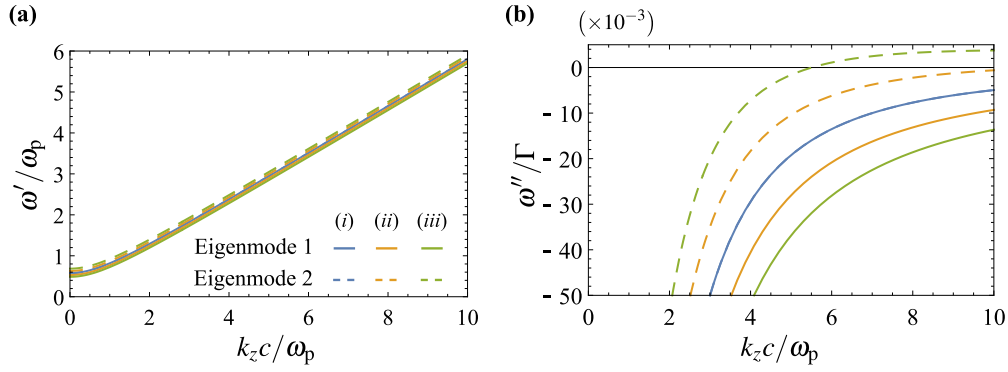 (a)
6
5
4
3
2
1
0
ω′/ωp
(i) (ii) (iii)
Eigenmode 1
Eigenmode 2
0 2 4 6 8 10
kzc/ωp
(b)
(×10⁻³)
0
- 10
- 20
- 30
- 40
- 50
ω′′/Γ
0 2 4 6 8 10
kzc/ωp